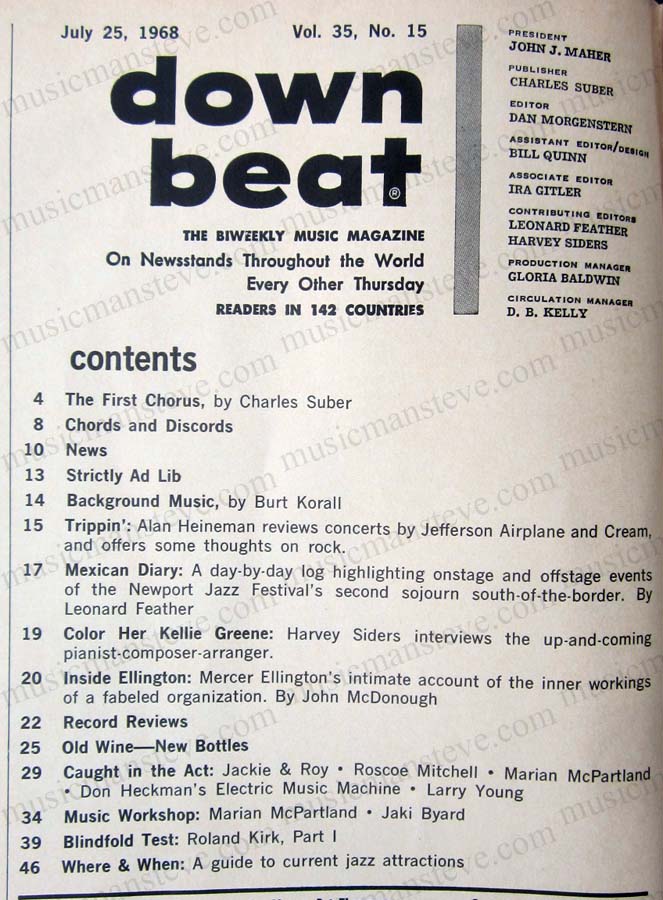 July 25, 1968 Vol. 35, No. 15
down
beat®
THE BIWEEKLY MUSIC MAGAZINE
On Newsstands Throughout the World
Every Other Thursday
READERS IN 142 COUNTRIES
PRESIDENT
JOHN J. MAHER
PUBLISHER
CHARLES SUBER
EDITOR
DAN MORGENSTERN
ASSISTANT EDITOR/DESIGN
BILL QUINN
ASSOCIATE EDITOR
IRA GITLER
CONTRIBUTING EDITORS
LEONARD FEATHER
HARVEY SIDERS
PRODUCTION MANAGER
GLORIA BALDWIN
CIRCULATION MANAGER
D. B. KELLY
contents
4 The First Chorus, by Charles Suber
8 Chords and Discords
10 News
13 Strictly Ad Lib
14 Background Music, by Burt Korall
15 Trippin': Alan Heineman reviews concerts by Jefferson Airplane and Cream,
and offers some thoughts on rock.
17 Mexican Diary: A day-by-day log highlighting onstage and offstage events
of the Newport Jazz Festival's second sojourn south-of-the-border. By
Leonard Feather
19 Color Her Kellie Greene: Harvey Siders interviews the up-and-coming
pianist-composer-arranger.
20 Inside Ellington: Mercer Ellington's intimate account of the inner workings
of a fabeled organization. By John McDonough
22 Record Reviews
25 Old Wine—New Bottles
29 Caught in the Act: Jackie & Roy • Roscoe Mitchell • Marian McPartland
• Don Heckman's Electric Music Machine • Larry Young
34 Music Workshop: Marian McPartland • Jaki Byard
39 Blindfold Test: Roland Kirk, Part I
46 Where & When: A guide to current jazz attractions
musicmansteve.com